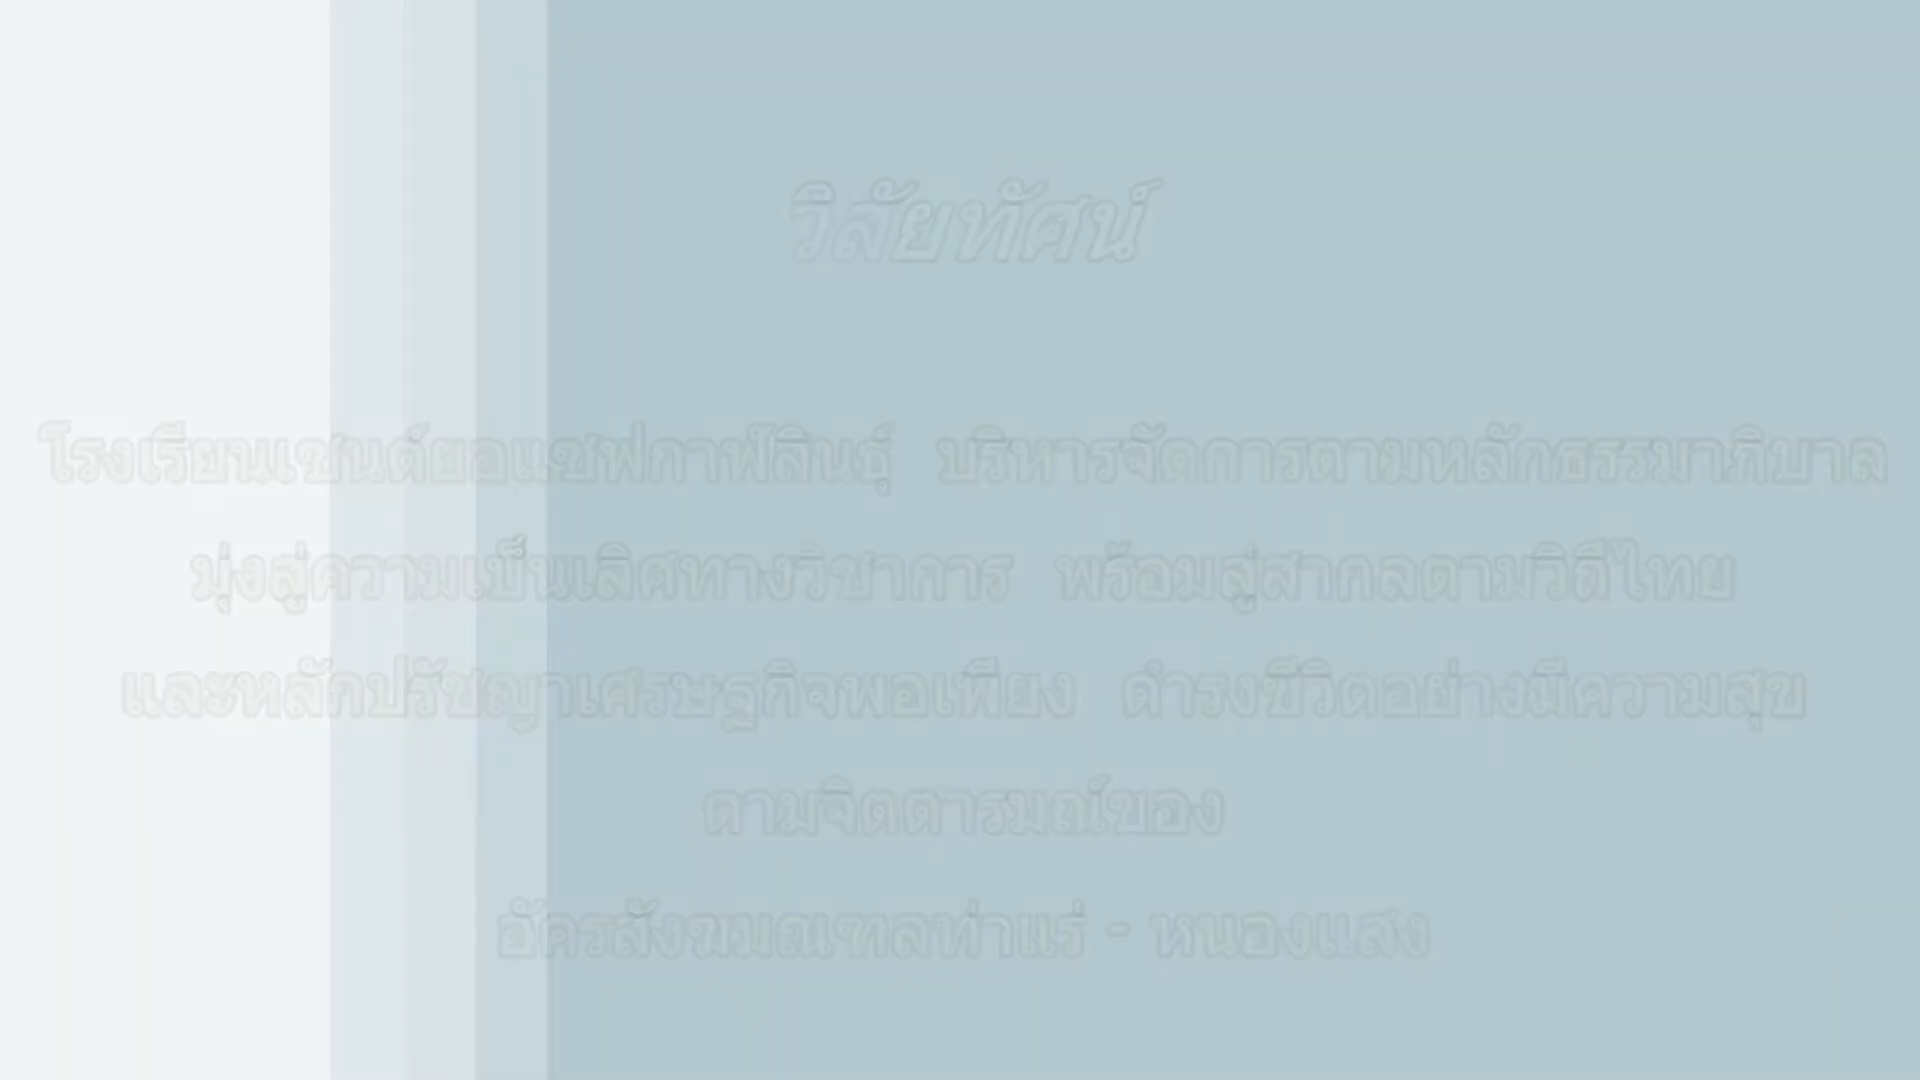 วิสัยทัศน์
โรงเรียนเซนต์ยอแซฟกาฬสินธุ์ บริหารจัดการตามหลักธรรมาภิบาล
มุ่งสู่ความเป็นเลิศทางวิชาการ พร้อมสู่สากลตามวิถีไทย
และหลักปรัชญาเศรษฐกิจพอเพียง ดำรงชีวิตอย่างมีความสุข
ตามจิตตารมณ์ของ
อัครสังฆมณฑลท่าแร่ - หนองแสง